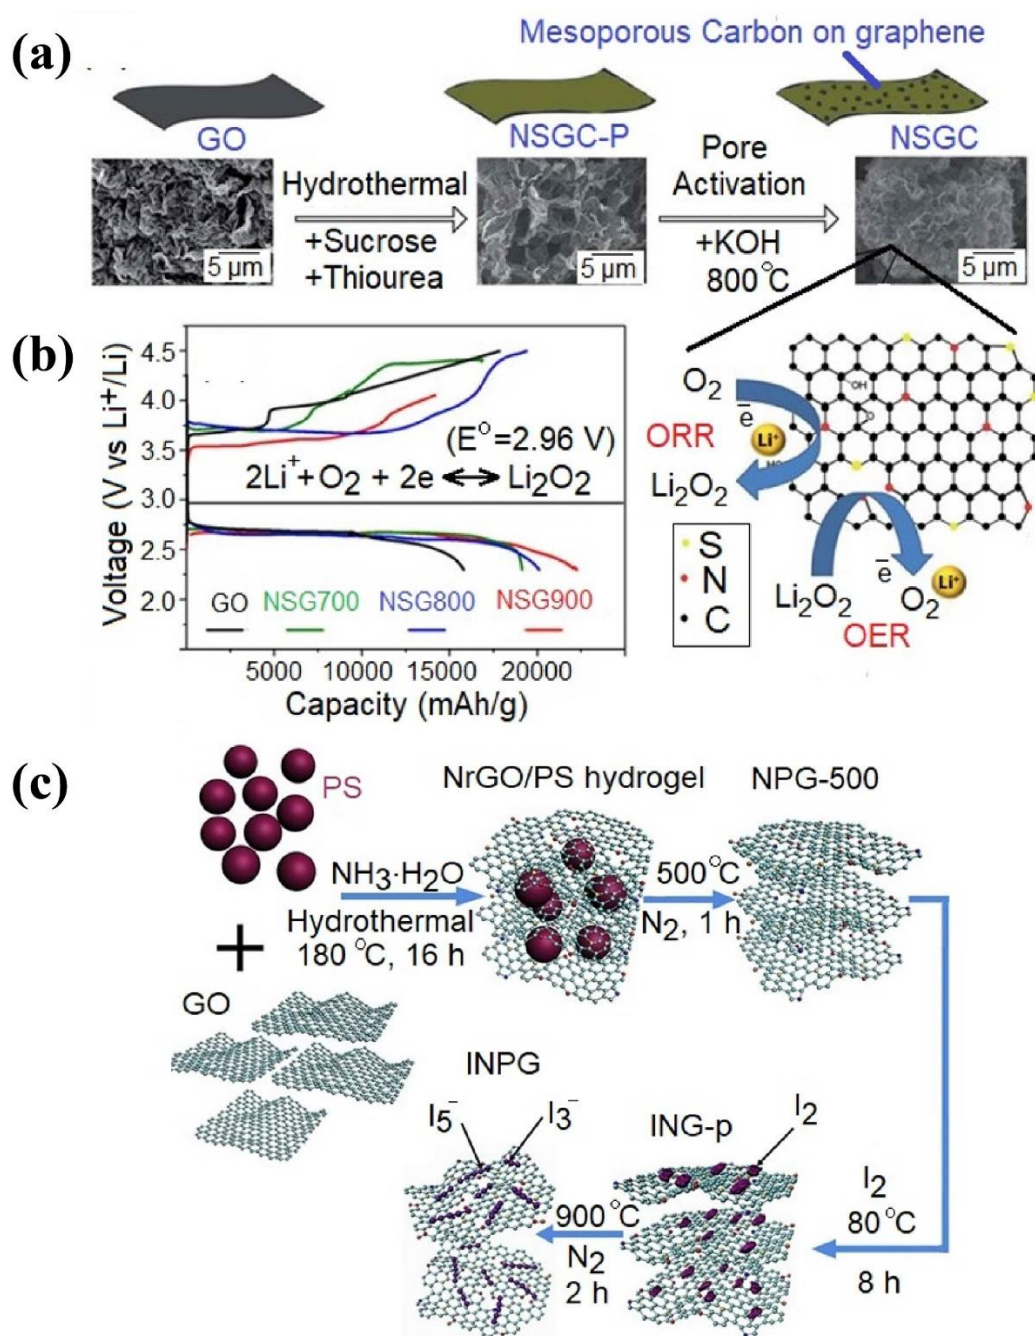 (a)
Mesoporous Carbon on graphene
GO
NSGC-P
NSGC
Hydrothermal
+Sucrose
+Thiourea
Pore
Activation
+KOH
800°C
5 µm
5 µm
5 µm
(b)
Voltage (V vs Li⁺/Li)
4.5
4.0
3.5
3.0
2.5
2.0
(E°=2.96 V)
2Li⁺+O₂ + 2e ⟷ Li₂O₂
GO
NSG700
NSG800
NSG900
5000
10000
15000
20000
Capacity (mAh/g)
O₂
ORR
e̅
Li⁺
Li₂O₂
OH
O
HO
S
N
C
Li₂O₂
e̅
O₂
Li⁺
OER
(c)
PS
+
GO
NH₃·H₂O
Hydrothermal
180 °C, 16 h
NrGO/PS hydrogel
500°C
N₂, 1 h
NPG-500
I₂
80°C
8 h
ING-p
I₂
900°C
N₂
2 h
INPG
I₅⁻
I₃⁻